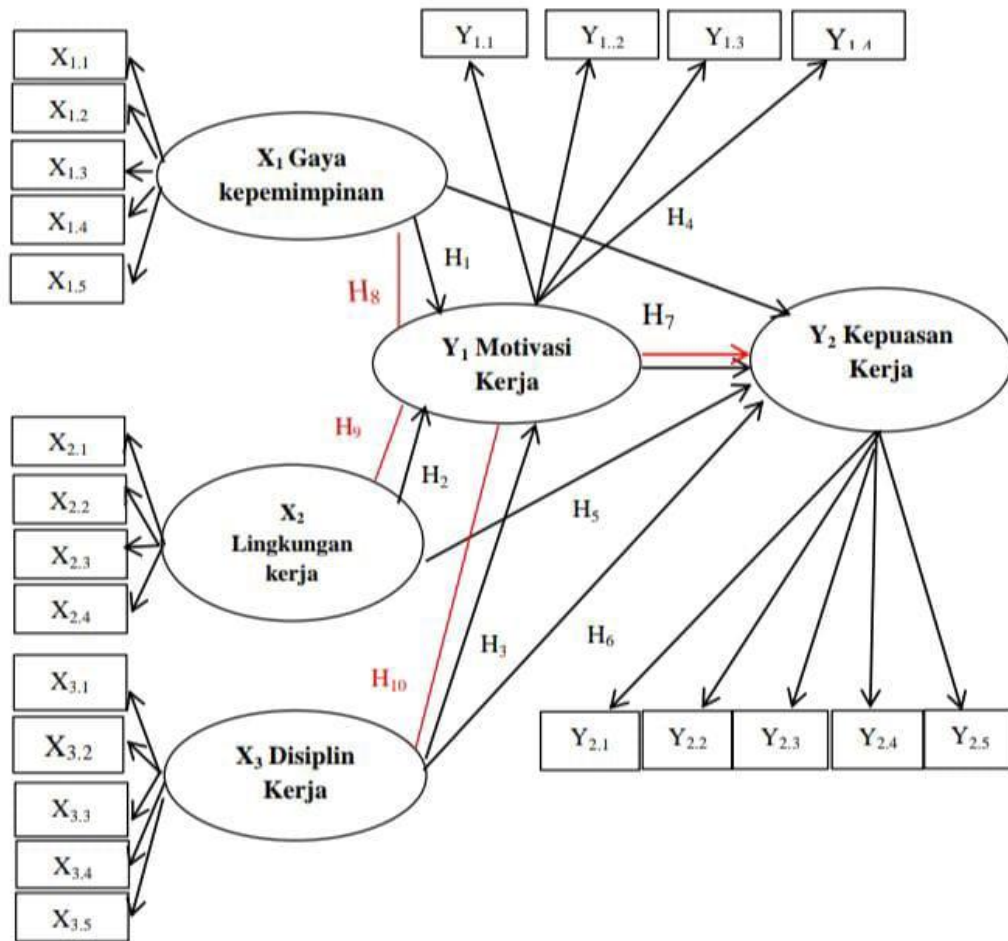 Y1.1 Y1..2 Y1.3 Y1.4
X1.1
X1.2
X1.3
X1.4
X1.5
X1 Gaya
kepemimpinan
H1
H4
H8
H7
Y1 Motivasi
Kerja
Y2 Kepuasan
Kerja
X2.1
X2.2
X2.3
X2.4
H9
H2
X2
Lingkungan
kerja
H5
H3
H6
H10
X3.1
X3.2
X3.3
X3.4
X3.5
X3 Disiplin
Kerja
Y2.1 Y2.2 Y2.3 Y2.4 Y2.5